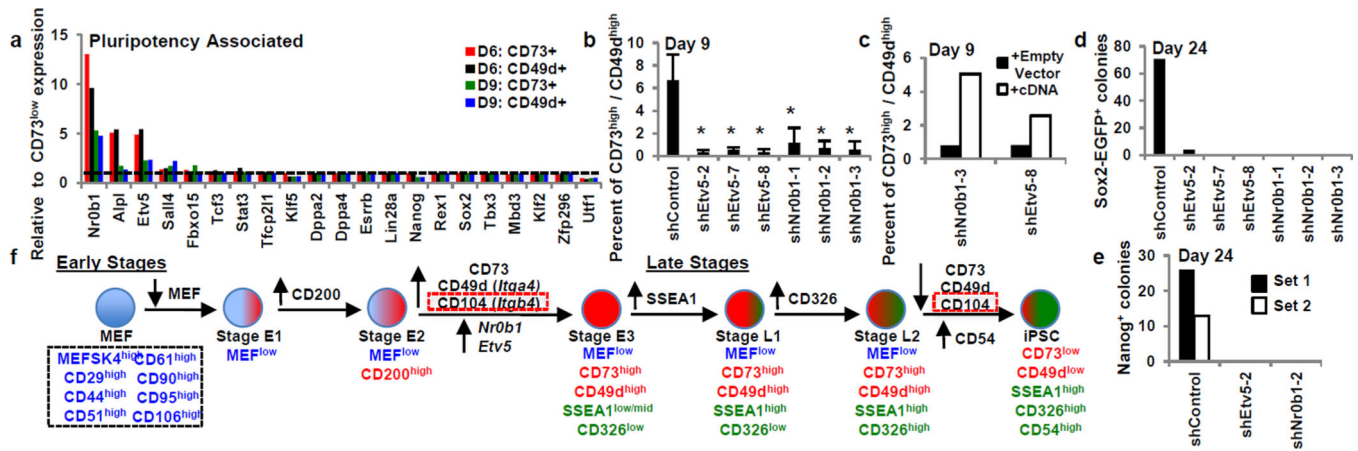 a
Pluripotency Associated
Relative to CD73low expression
15
10
5
0
D6: CD73+
D6: CD49d+
D9: CD73+
D9: CD49d+
Nr0b1
Alpl
Etv5
Sall4
Fbxo15
Tcf3
Stat3
Tfcp2l1
Klf5
Dppa2
Dppa4
Esrrb
Lin28a
Nanog
Rex1
Sox2
Tbx3
Mbd3
Klf2
Zfp296
Utf1
b
Day 9
Percent of CD73high / CD49dhigh
10
9
8
7
6
5
4
3
2
1
0
* * * * * *
shControl
shEtv5-2
shEtv5-7
shEtv5-8
shNr0b1-1
shNr0b1-2
shNr0b1-3
c
Day 9
Percent of CD73high / CD49dhigh
6
4
2
0
+Empty
Vector
+cDNA
shNr0b1-3
shEtv5-8
d
Day 24
Sox2-EGFP+ colonies
80
60
40
20
0
shControl
shEtv5-2
shEtv5-7
shEtv5-8
shNr0b1-1
shNr0b1-2
shNr0b1-3
e
Day 24
Nanog+ colonies
30
20
10
0
Set 1
Set 2
shControl
shEtv5-2
shNr0b1-2
f
Early Stages
Late Stages
MEF
CD200
CD73
CD49d (Itga4)
CD104 (Itgb4)
Nr0b1
Etv5
SSEA1
CD326
CD73
CD49d
CD104
CD54
MEF
MEFSK4high CD61high
CD29high CD90high
CD44high CD95high
CD51high CD106high
Stage E1
MEFlow
Stage E2
MEFlow
CD200high
Stage E3
MEFlow
CD73high
CD49dhigh
SSEA1low/mid
CD326low
Stage L1
MEFlow
CD73high
CD49dhigh
SSEA1high
CD326low
Stage L2
MEFlow
CD73high
CD49dhigh
SSEA1high
CD326high
iPSC
CD73low
CD49dlow
SSEA1high
CD326high
CD54high